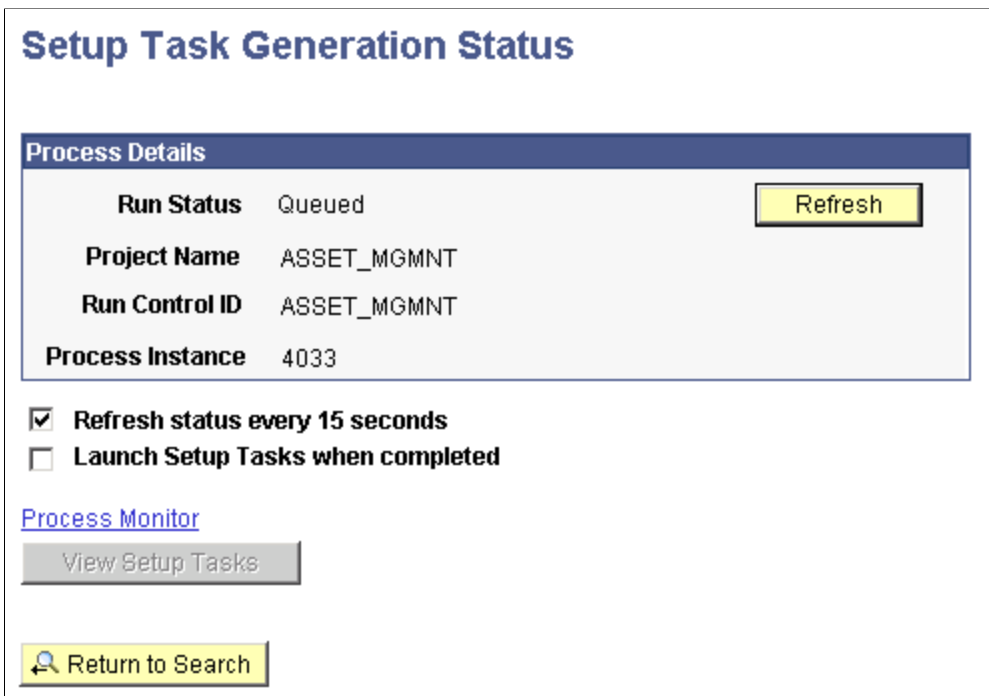 Setup Task Generation Status
Process Details
Run Status Queued Refresh
Project Name ASSET_MGMNT
Run Control ID ASSET_MGMNT
Process Instance 4033
Refresh status every 15 seconds
Launch Setup Tasks when completed
Process Monitor
View Setup Tasks
Return to Search